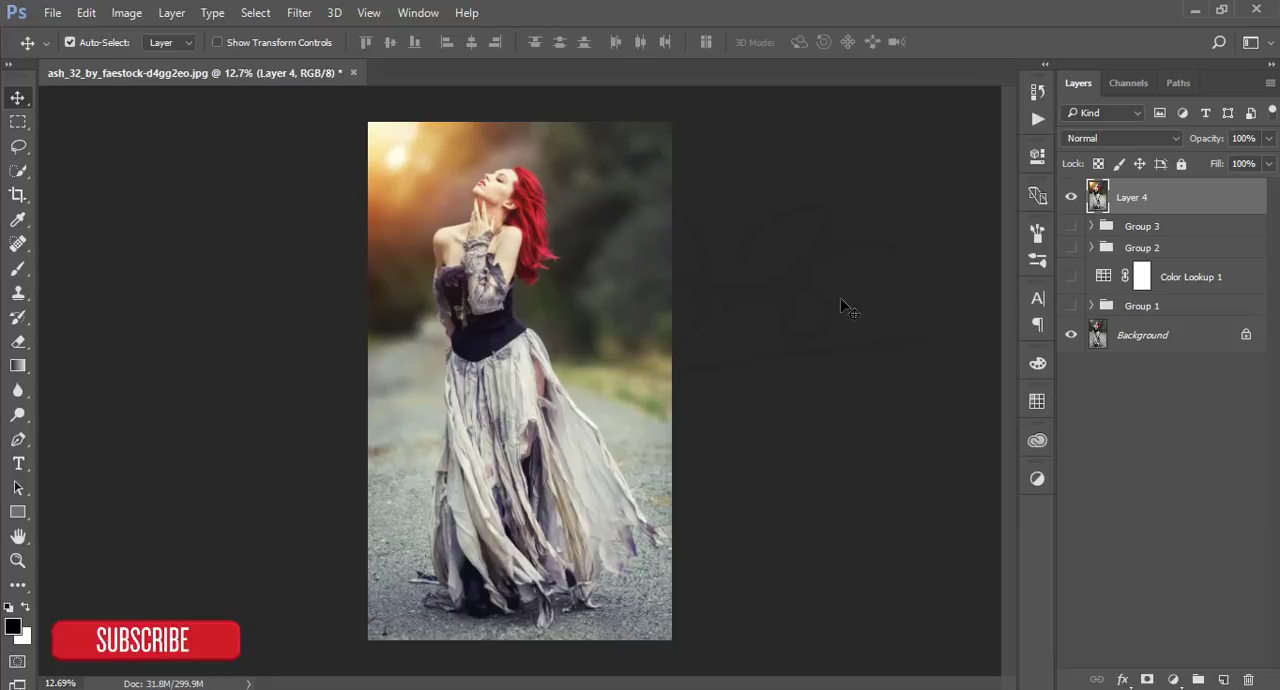 Ps File Edit Image Layer Type Select Filter 3D View Window Help
Auto-Select: Layer Show Transform Controls 3D Mode:
ash_32_by_faestock-d4gg2eo.jpg @ 12.7% (Layer 4, RGB/8) * ×
Layers Channels Paths
Kind
Normal Opacity: 100%
Lock: Fill: 100%
Layer 4
Group 3
Group 2
Color Lookup 1
Group 1
Background
SUBSCRIBE
12.69% Doc: 31.8M/299.9M